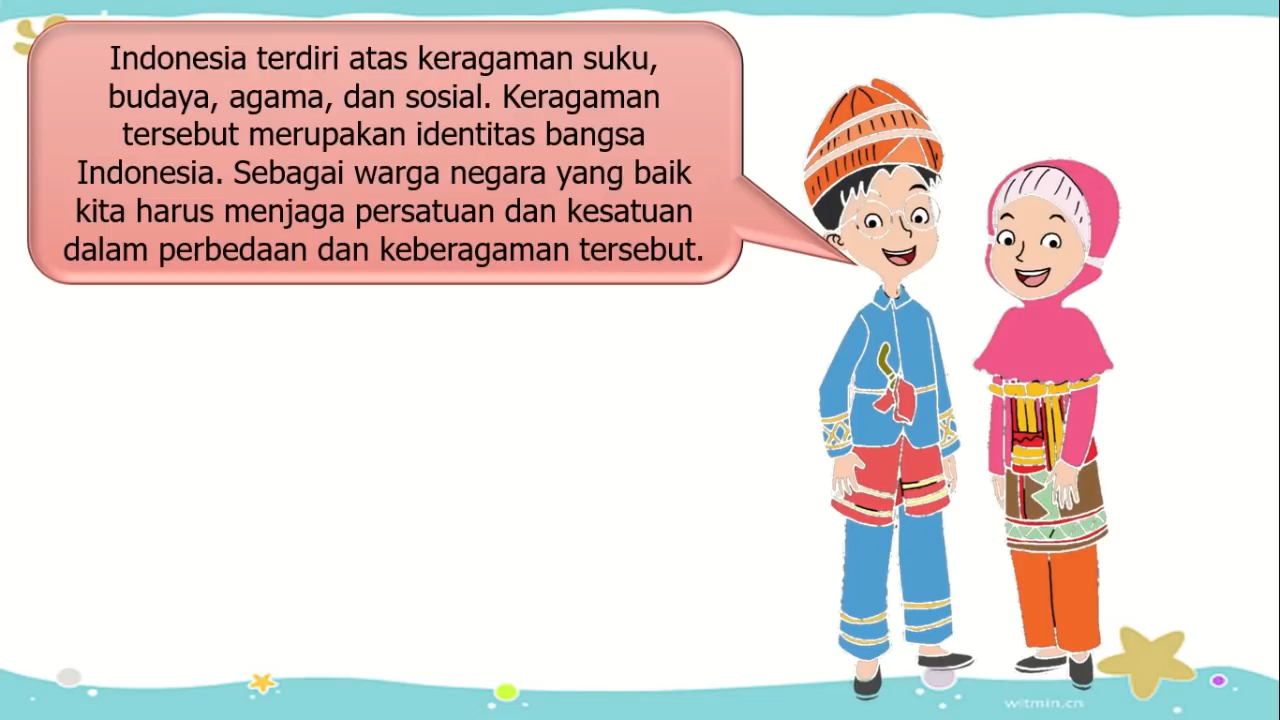 Indonesia terdiri atas keragaman suku,
budaya, agama, dan sosial. Keragaman
tersebut merupakan identitas bangsa
Indonesia. Sebagai warga negara yang baik
kita harus menjaga persatuan dan kesatuan
dalam perbedaan dan keberagaman tersebut.
witmin.cn